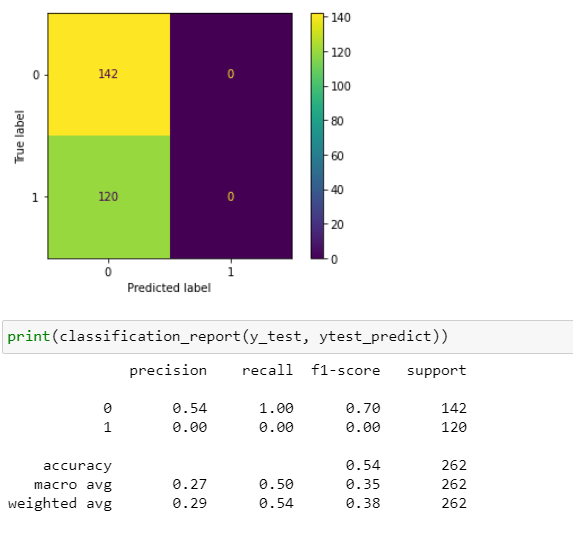 140
0
142
0
120
100
True label
80
60
1
120
0
40
20
0
0
1
Predicted label
print(classification_report(y_test, ytest_predict))
precision recall f1-score support
0 0.54 1.00 0.70 142
1 0.00 0.00 0.00 120
accuracy 0.54 262
macro avg 0.27 0.50 0.35 262
weighted avg 0.29 0.54 0.38 262